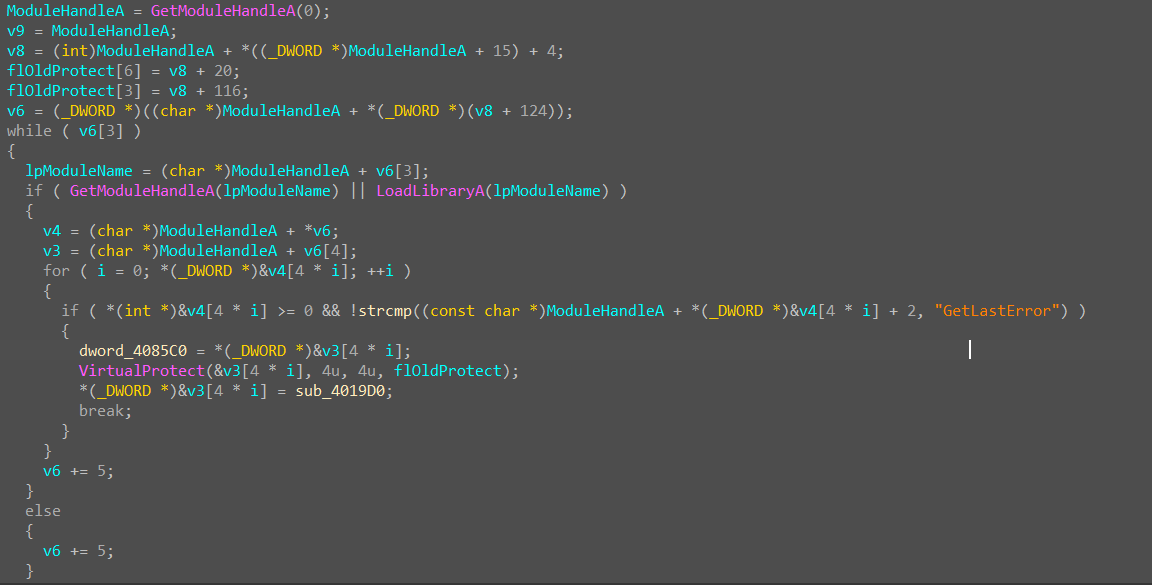 ModuleHandleA = GetModuleHandleA(0);
v9 = ModuleHandleA;
v8 = (int)ModuleHandleA + *((_DWORD *)ModuleHandleA + 15) + 4;
flOldProtect[6] = v8 + 20;
flOldProtect[3] = v8 + 116;
v6 = (_DWORD *)((char *)ModuleHandleA + *(_DWORD *)(v8 + 124));
while ( v6[3] )
{
  lpModuleName = (char *)ModuleHandleA + v6[3];
  if ( GetModuleHandleA(lpModuleName) || LoadLibraryA(lpModuleName) )
  {
    v4 = (char *)ModuleHandleA + *v6;
    v3 = (char *)ModuleHandleA + v6[4];
    for ( i = 0; *(_DWORD *)&v4[4 * i]; ++i )
    {
      if ( *(int *)&v4[4 * i] >= 0 && !strcmp((const char *)ModuleHandleA + *(_DWORD *)&v4[4 * i] + 2, "GetLastError") )
      {
        dword_4085C0 = *(_DWORD *)&v3[4 * i];
        VirtualProtect(&v3[4 * i], 4u, 4u, flOldProtect);
        *(_DWORD *)&v3[4 * i] = sub_4019D0;
        break;
      }
    }
    v6 += 5;
  }
  else
  {
    v6 += 5;
  }